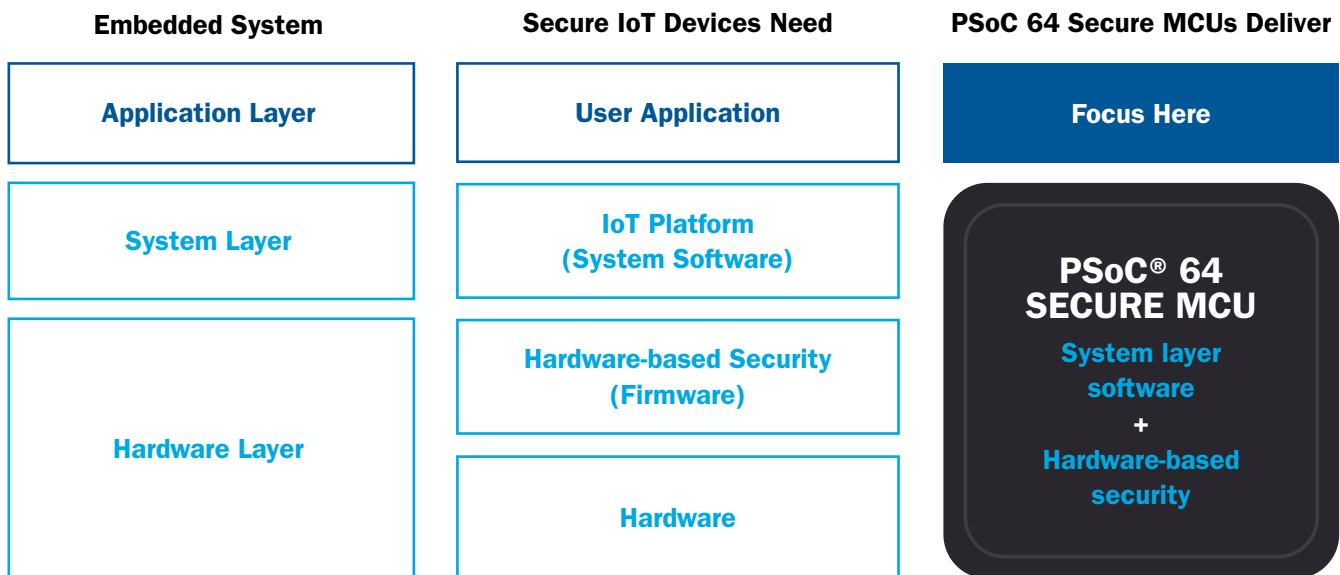 Embedded System
Secure IoT Devices Need
PSoC 64 Secure MCUs Deliver
Application Layer
User Application
Focus Here
System Layer
IoT Platform
(System Software)
Hardware Layer
Hardware-based Security
(Firmware)
Hardware
PSoC® 64
SECURE MCU
System layer
software
+
Hardware-based
security